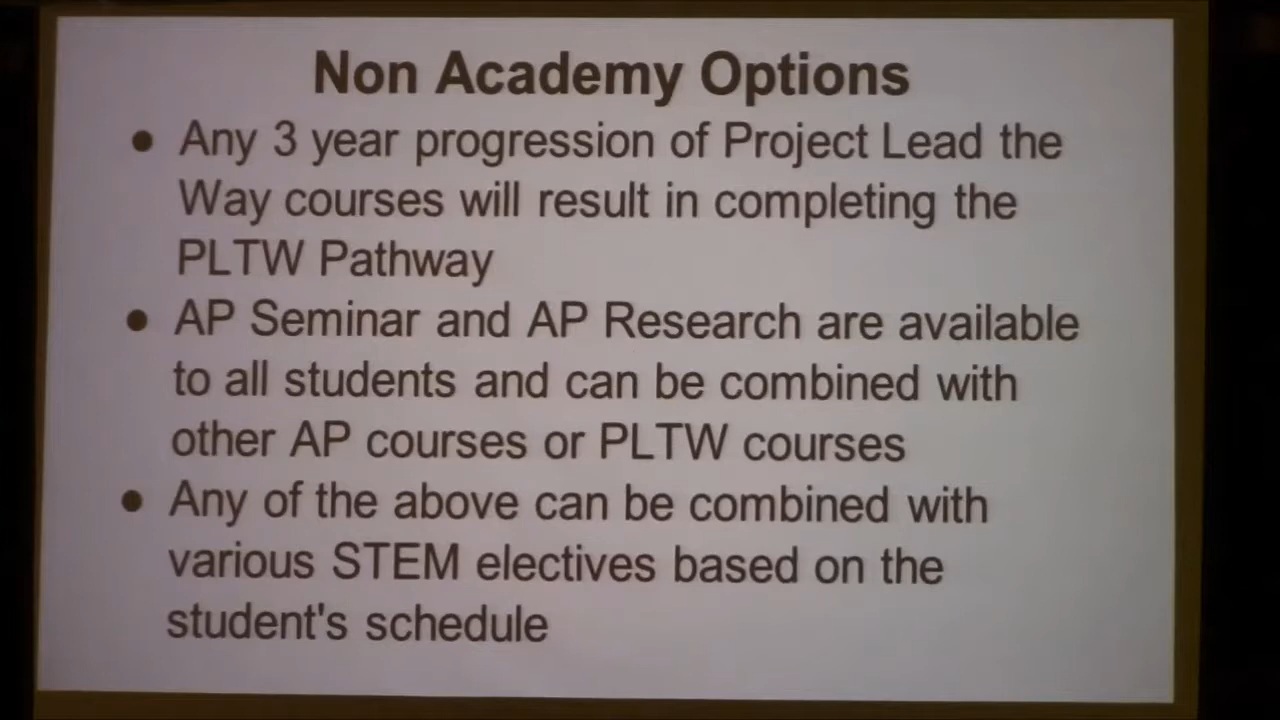 Non Academy Options
● Any 3 year progression of Project Lead the
Way courses will result in completing the
PLTW Pathway
● AP Seminar and AP Research are available
to all students and can be combined with
other AP courses or PLTW courses
● Any of the above can be combined with
various STEM electives based on the
student's schedule